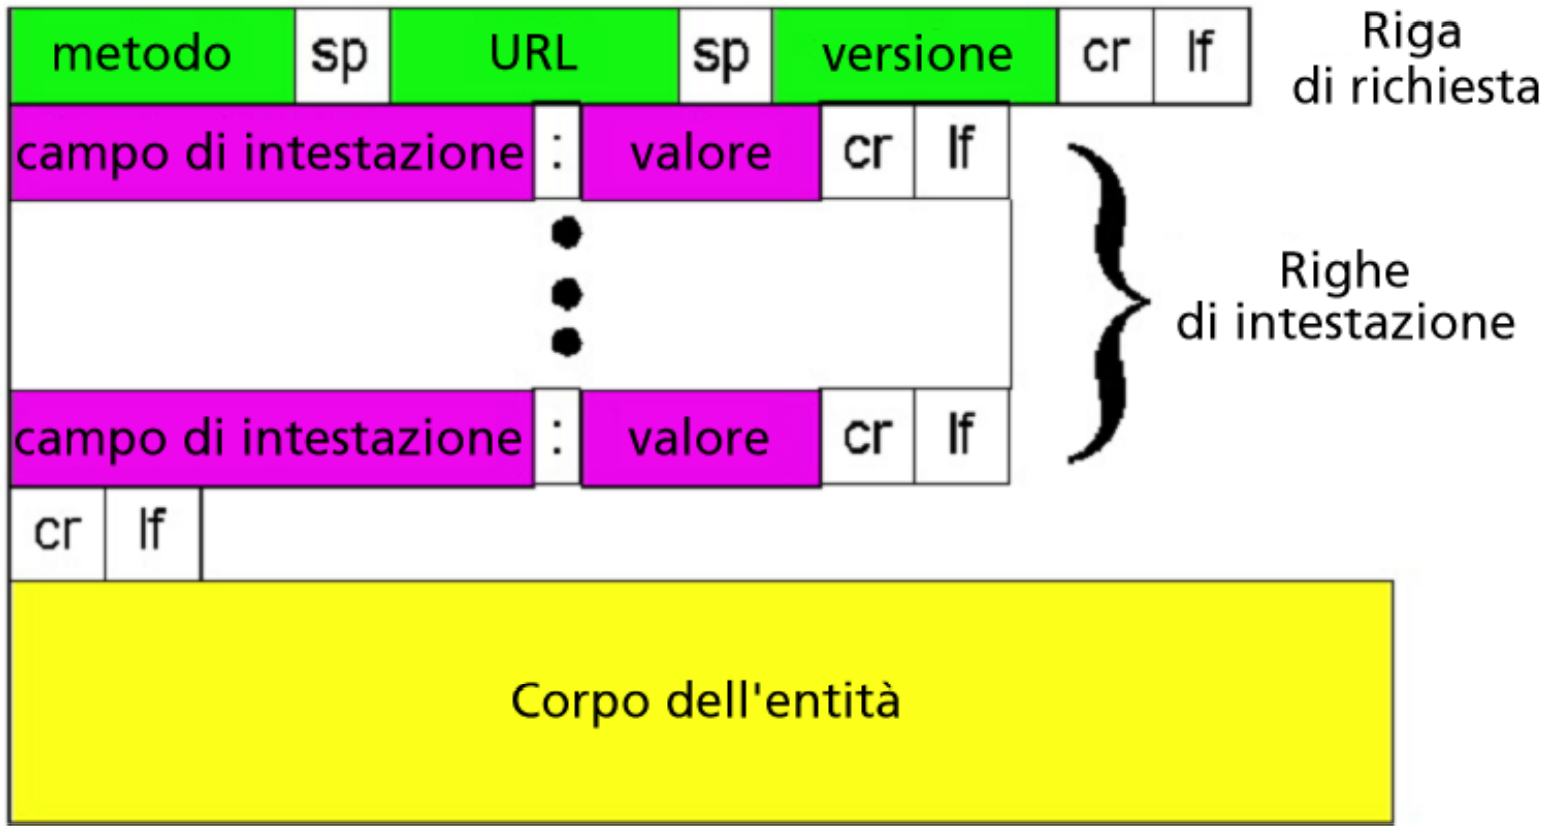 metodo sp URL sp versione cr lf
Riga
di richiesta
campo di intestazione : valore cr lf
Righe
di intestazione
campo di intestazione : valore cr lf
cr lf
Corpo dell'entità